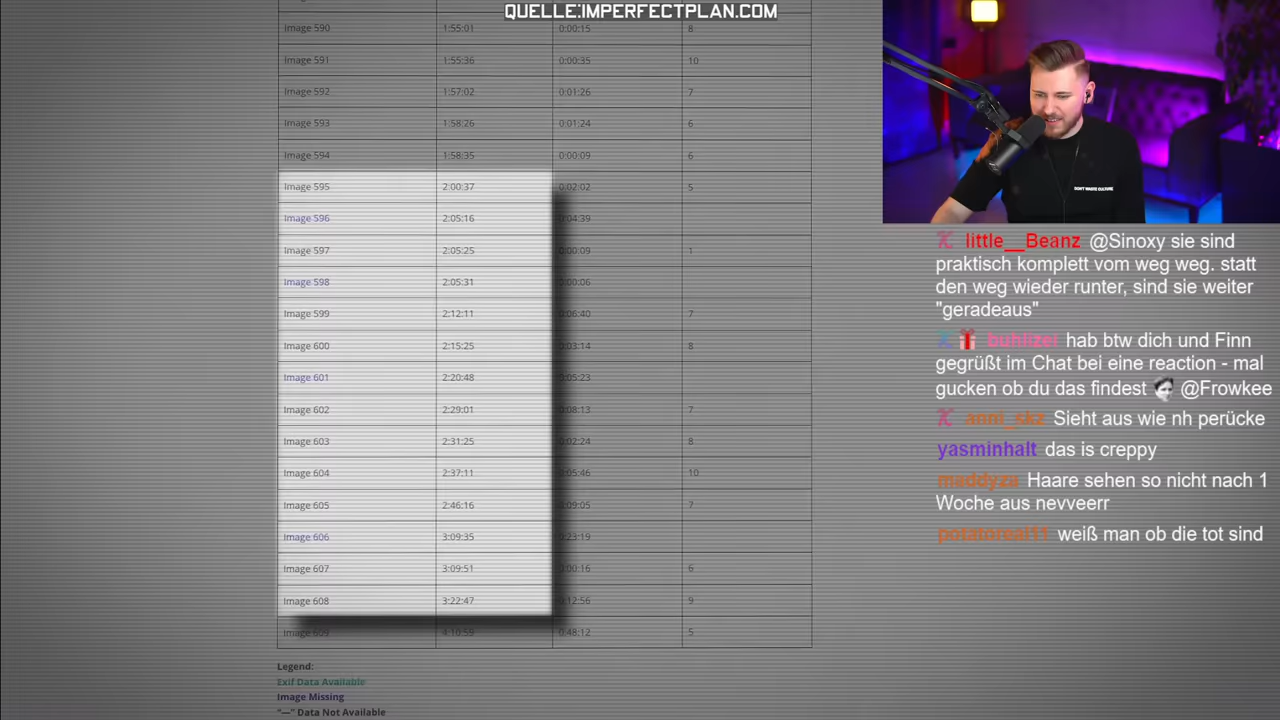 QUELLE:IMPERFECTPLAN.COM
Image 590 1:55:01 0:00:15 8
Image 591 1:55:36 0:00:35 10
Image 592 1:57:02 0:01:26 7
Image 593 1:58:26 0:01:24 6
Image 594 1:58:35 0:00:09 6
Image 595 2:00:37 0:02:02 5
Image 596 2:05:16 0:04:39
Image 597 2:05:25 0:00:09 1
Image 598 2:05:31 0:00:06
Image 599 2:12:11 0:06:40 7
Image 600 2:15:25 0:03:14 8
Image 601 2:20:48 0:05:23
Image 602 2:29:01 0:08:13 7
Image 603 2:31:25 0:02:24 8
Image 604 2:37:11 0:05:46 10
Image 605 2:46:16 0:09:05 7
Image 606 3:09:35 0:23:19
Image 607 3:09:51 0:00:16 6
Image 608 3:22:47 0:12:56 9
Image 609 4:10:59 0:48:12 5
Legend:
Exif Data Available
Image Missing
"—" Data Not Available
DON'T WASTE CULTURE
little__Beanz @Sinoxy sie sind
praktisch komplett vom weg weg. statt
den weg wieder runter, sind sie weiter
"geradeaus"
buhlizei hab btw dich und Finn
gegrüßt im Chat bei eine reaction - mal
gucken ob du das findest @Frowkee
anni_skz Sieht aus wie nh perücke
yasminhalt das is creppy
maddyzu Haare sehen so nicht nach 1
Woche aus nevveerr
potatoreal11 weiß man ob die tot sind